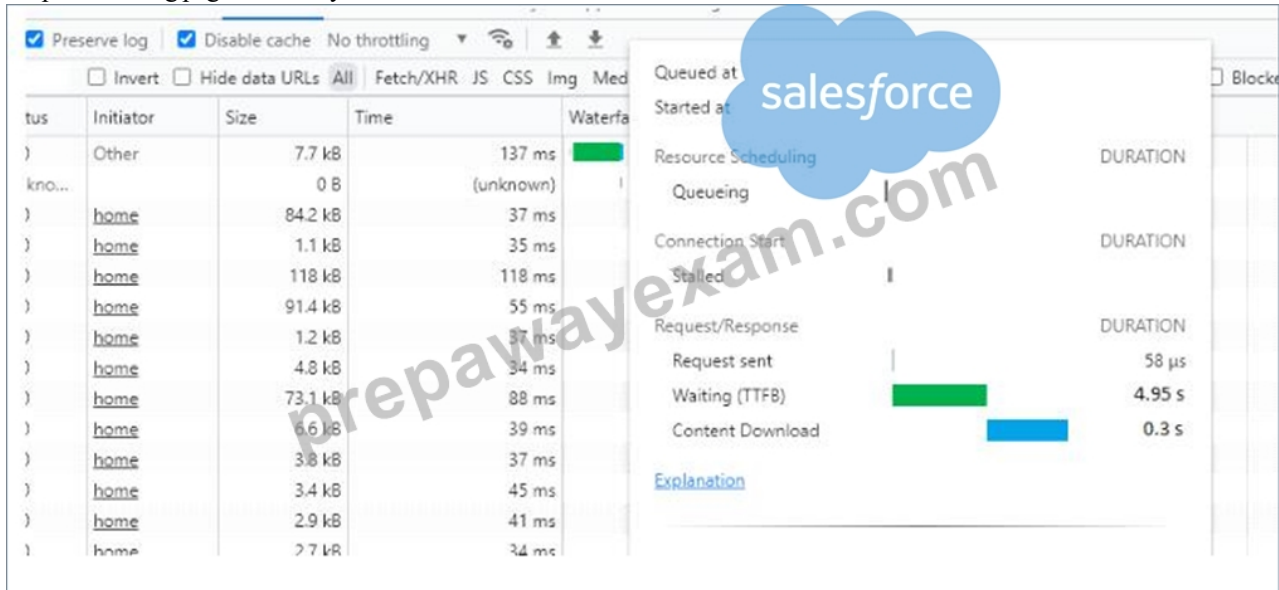 Preserve log Disable cache No throttling
Invert Hide data URLs All Fetch/XHR JS CSS Img Med Blocke
tus Initiator Size Time Waterfa
Other 7.7 kB 137 ms
kno... 0 B (unknown)
home 84.2 kB 37 ms
home 1.1 kB 35 ms
home 118 kB 118 ms
home 91.4 kB 55 ms
home 1.2 kB 37 ms
home 4.8 kB 34 ms
home 73.1 kB 88 ms
home 6.6 kB 39 ms
home 3.8 kB 37 ms
home 3.4 kB 45 ms
home 2.9 kB 41 ms
home 2.7 kB 34 ms
Queued at
Started at
salesforce
Resource Scheduling DURATION
Queueing
Connection Start DURATION
Stalled
Request/Response DURATION
Request sent 58 µs
Waiting (TTFB) 4.95 s
Content Download 0.3 s
Explanation
prepawayexam.com